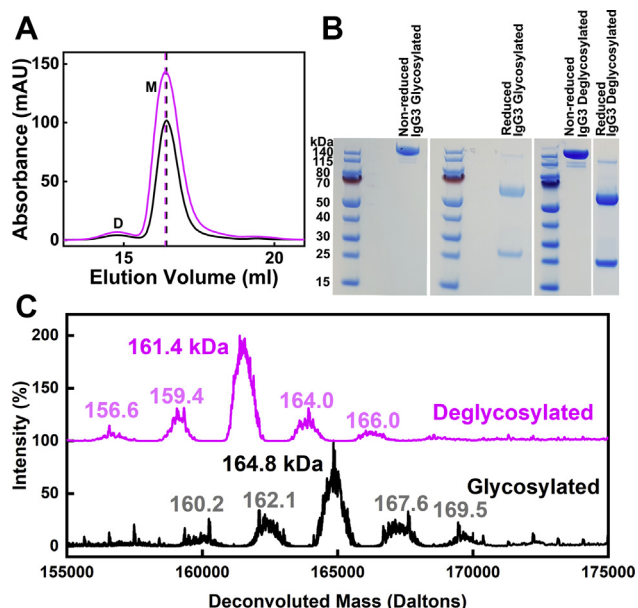 A
Absorbance (mAU)
150
100
50
0
M
D
15
20
Elution Volume (ml)
B
Non-reduced
IgG3 Glycosylated
Reduced
IgG3 Glycosylated
Non-reduced
IgG3 Deglycosylated
Reduced
IgG3 Deglycosylated
kDa
140
115
80
70
50
40
30
25
15
C
Intensity (%)
200
150
100
50
0
161.4 kDa
156.6
159.4
164.0
166.0
Deglycosylated
164.8 kDa
Glycosylated
160.2
162.1
167.6
169.5
155000
160000
165000
170000
175000
Deconvoluted Mass (Daltons)